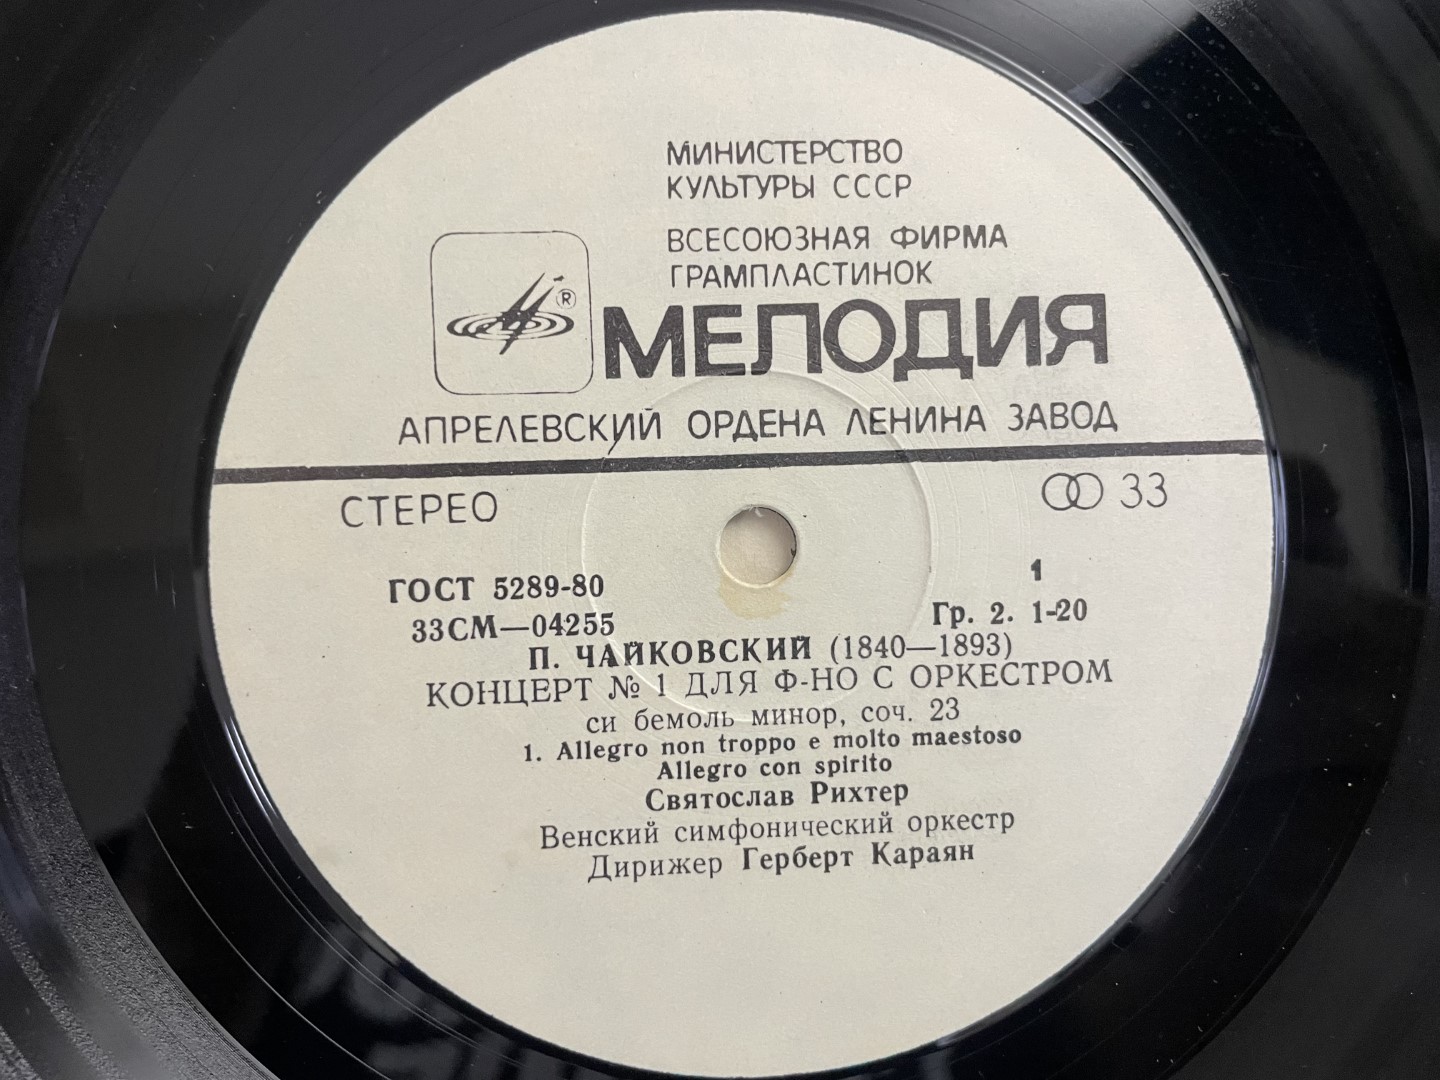 МИНИСТЕРСТВО
КУЛЬТУРЫ СССР
ВСЕСОЮЗНАЯ ФИРМА
ГРАМПЛАСТИНОК
®
МЕЛОДИЯ
АПРЕЛЕВСКИЙ ОРДЕНА ЛЕНИНА ЗАВОД
СТЕРЕО 33
ГОСТ 5289-80 1
33СМ—04255 Гр. 2. 1-20
П. ЧАЙКОВСКИЙ (1840—1893)
КОНЦЕРТ № 1 ДЛЯ Ф-НО С ОРКЕСТРОМ
си бемоль минор, соч. 23
1. Allegro non troppo e molto maestoso
Allegro con spirito
Святослав Рихтер
Венский симфонический оркестр
Дирижер Герберт Караян